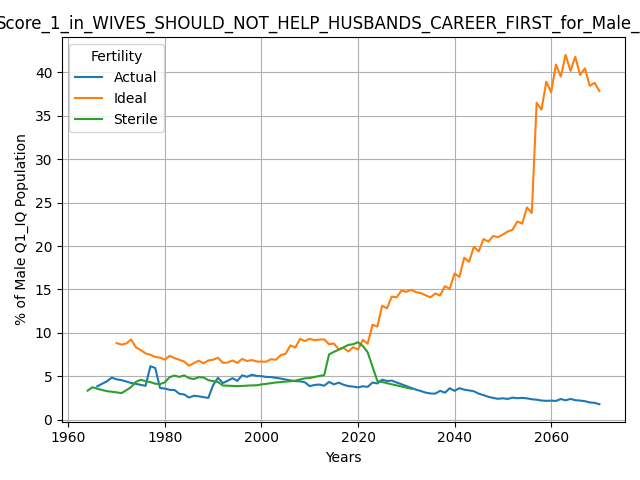 Score_1_in_WIVES_SHOULD_NOT_HELP_HUSBANDS_CAREER_FIRST_for_Male_
Fertility
Actual
Ideal
Sterile
% of Male Q1_IQ Population
40
35
30
25
20
15
10
5
0
1960 1980 2000 2020 2040 2060
Years